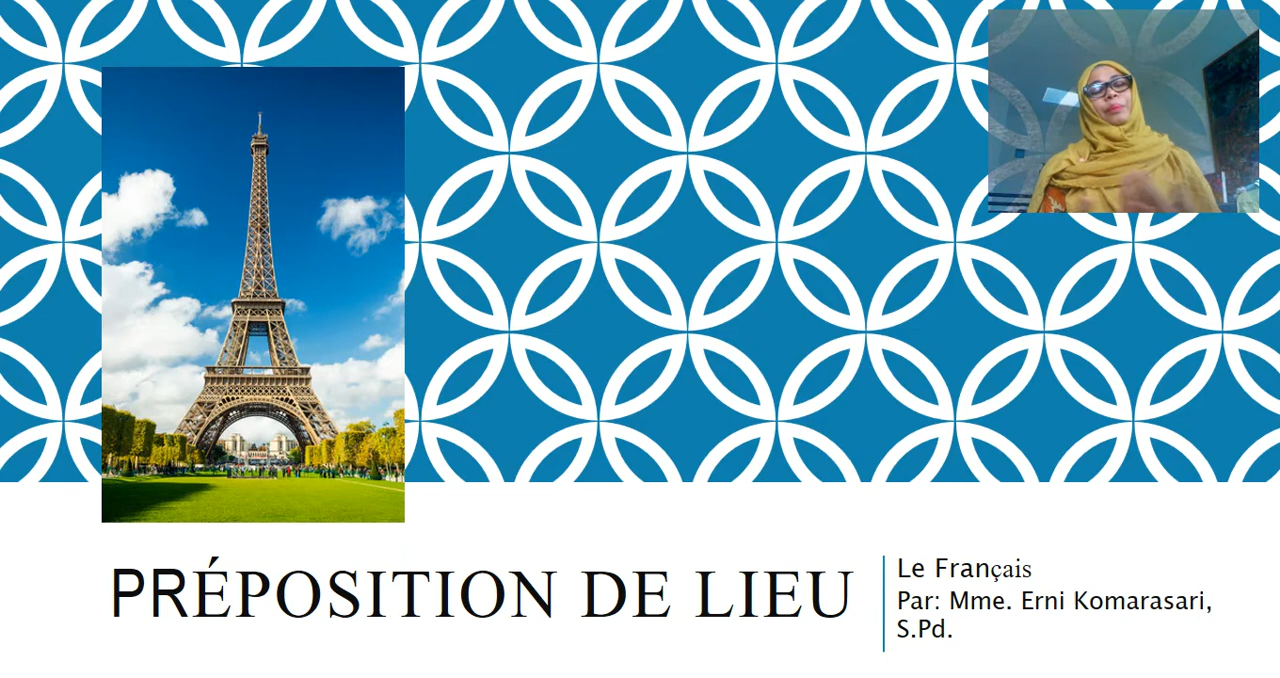 PRÉPOSITION DE LIEU
Le Français
Par: Mme. Erni Komarasari,
S.Pd.